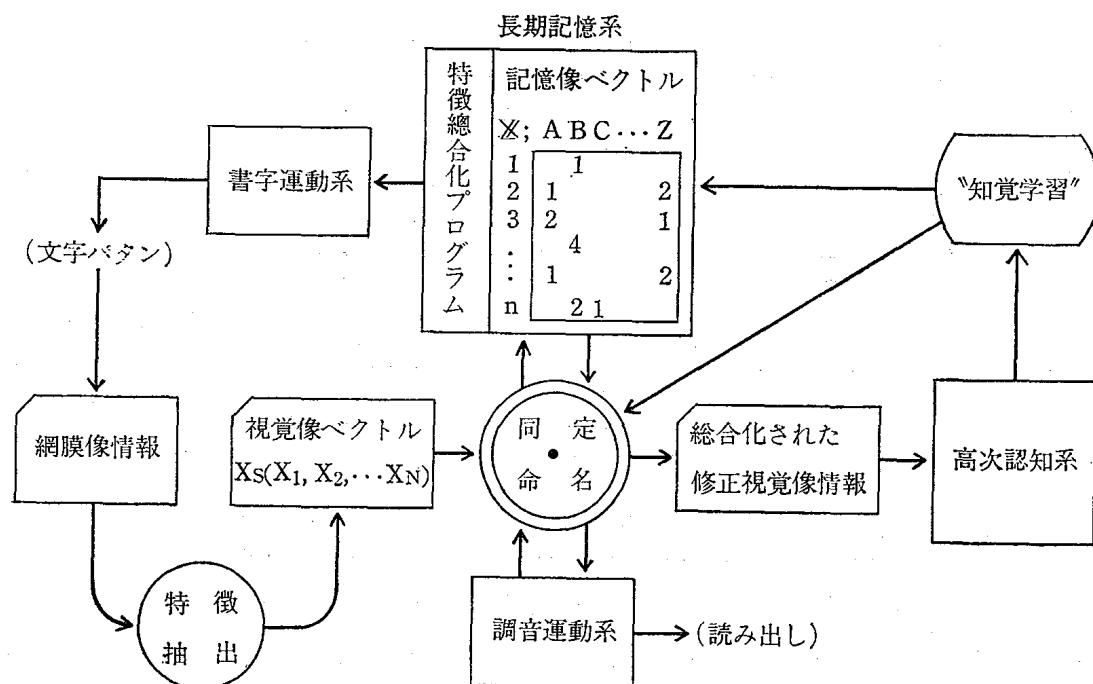 長期記憶系
特徴總合化プログラム
記憶像ベクトル
X; A B C ⋯ Z
1 1
2 1 2
3 2 1
⋮ 4
1 2
n 2 1
書字運動系
(文字パタン)
〝知覚学習〟
網膜像情報
視覚像ベクトル
XS(X1, X2, ⋯XN)
同 定
命 名
総合化された
修正視覚像情報
高次認知系
特 徴
抽 出
調音運動系
(読み出し)